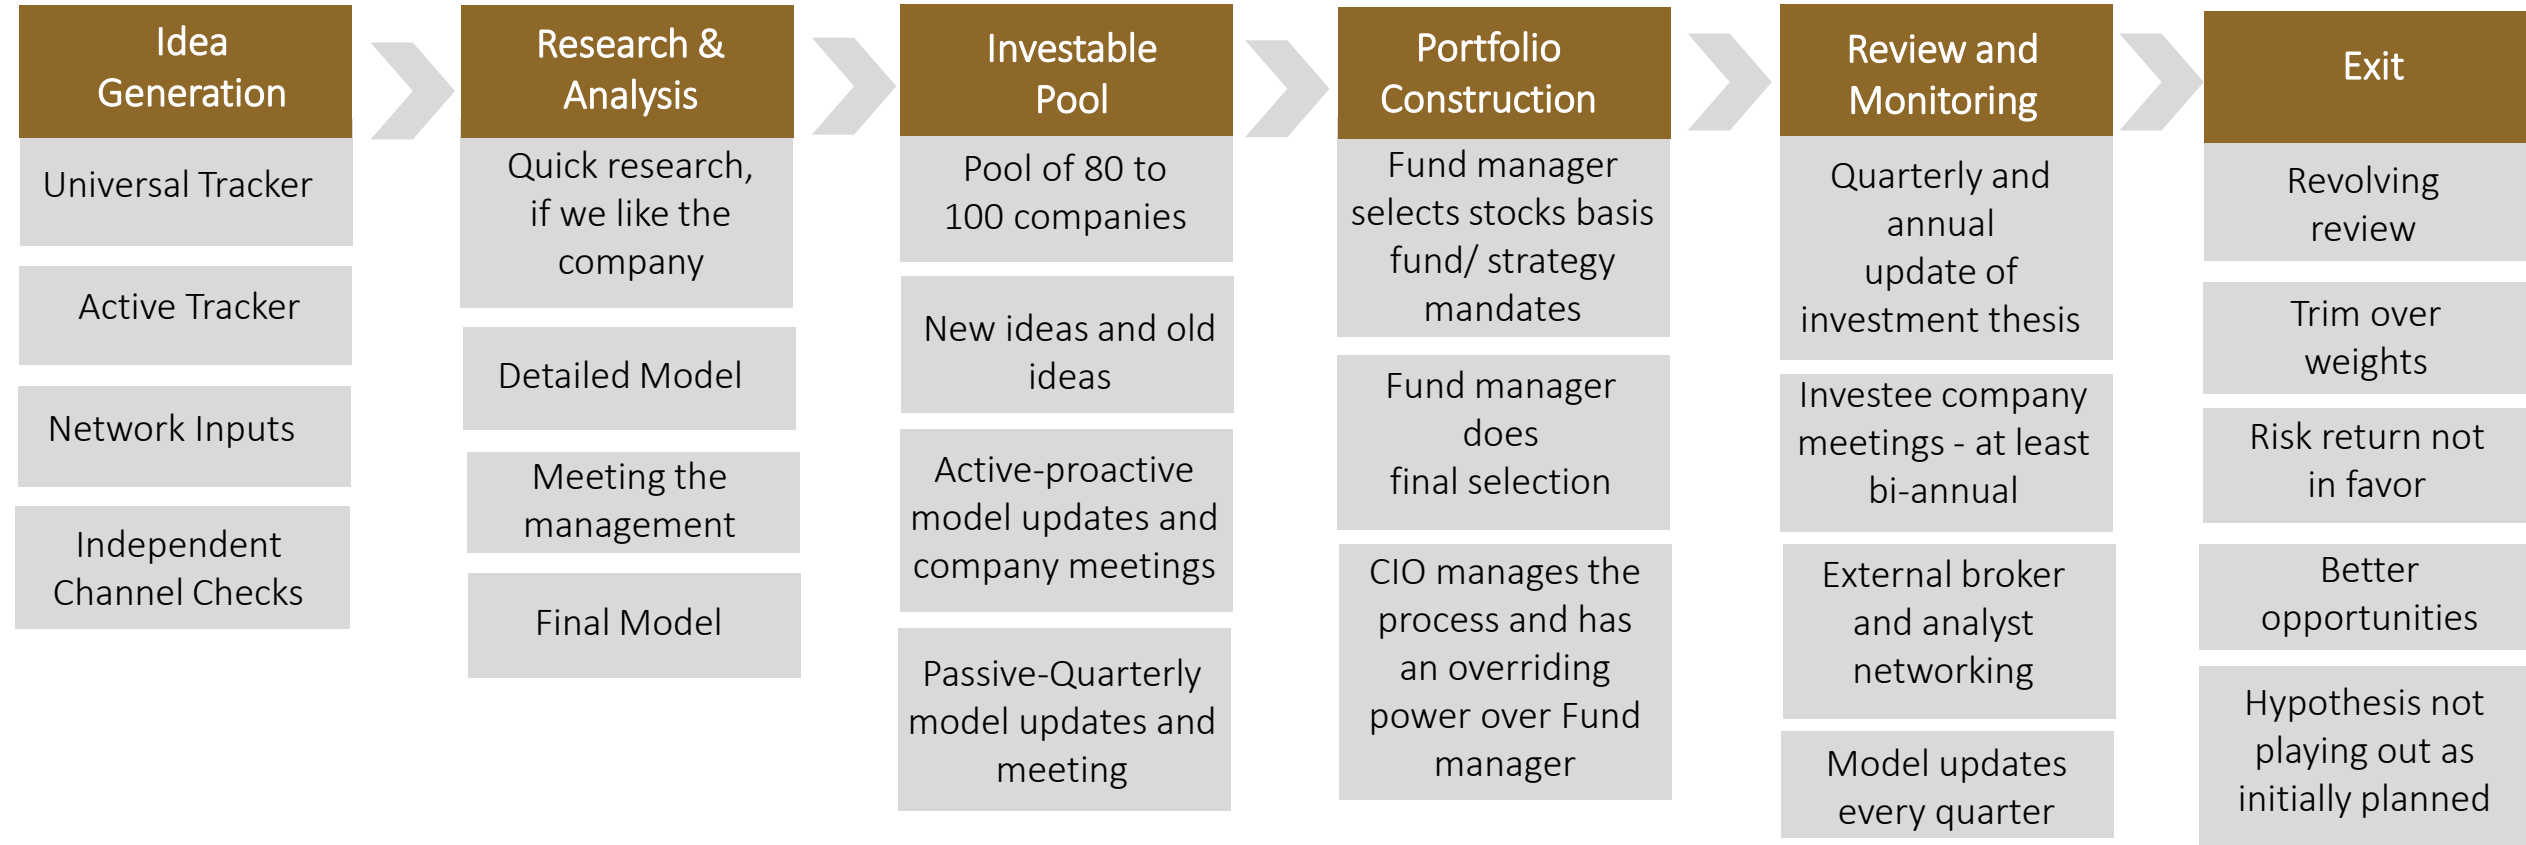 Idea
Generation
Universal Tracker
Active Tracker
Network Inputs
Independent
Channel Checks
Research &
Analysis
Quick research,
if we like the
company
Detailed Model
Meeting the
management
Final Model
Investable
Pool
Pool of 80 to
100 companies
New ideas and old
ideas
Active-proactive
model updates and
company meetings
Passive-Quarterly
model updates and
meeting
Portfolio
Construction
Fund manager
selects stocks basis
fund/ strategy
mandates
Fund manager
does
final selection
CIO manages the
process and has
an overriding
power over Fund
manager
Review and
Monitoring
Quarterly and
annual
update of
investment thesis
Investee company
meetings - at least
bi-annual
External broker
and analyst
networking
Model updates
every quarter
Exit
Revolving
review
Trim over
weights
Risk return not
in favor
Better
opportunities
Hypothesis not
playing out as
initially planned